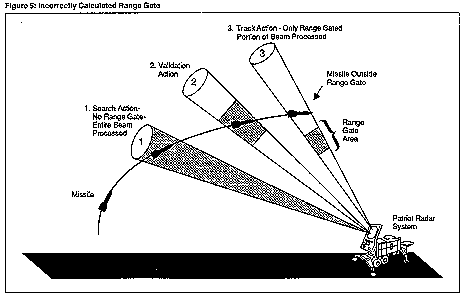 Figure 5: Incorrectly Calculated Range Gate
3. Track Action - Only Range Gated
Portion of Beam Processed
3
2. Validation
Action
2
Missile Outside
Range Gate
1. Search Action-
No Range Gate-
Entire Beam
Processed
1
Range
Gate
Area
Missile
Patriot Radar
System